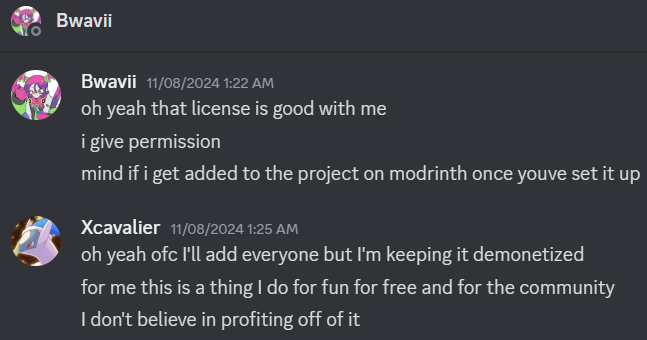 Bwavii
Bwavii 11/08/2024 1:22 AM
oh yeah that license is good with me
i give permission
mind if i get added to the project on modrinth once youve set it up
Xcavalier 11/08/2024 1:25 AM
oh yeah ofc I'll add everyone but I'm keeping it demonetized
for me this is a thing I do for fun for free and for the community
I don't believe in profiting off of it